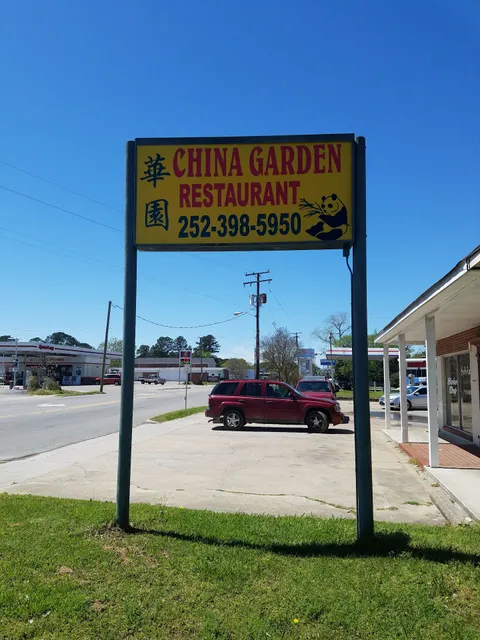 華園
CHINA GARDEN
RESTAURANT
252-398-5950